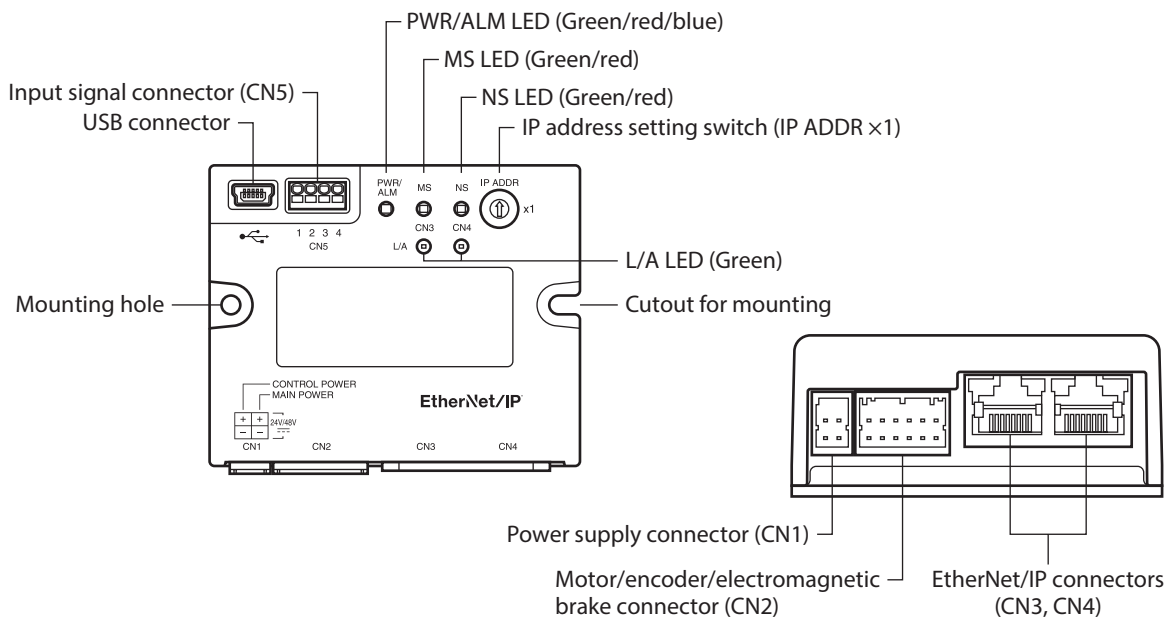 PWR/ALM LED (Green/red/blue)
MS LED (Green/red)
Input signal connector (CN5)
NS LED (Green/red)
USB connector
IP address setting switch (IP ADDR ×1)
PWR/
ALM
MS
NS
IP ADDR
x1
1 2 3 4
CN5
CN3
CN4
L/A
L/A LED (Green)
Mounting hole
Cutout for mounting
CONTROL POWER
MAIN POWER
+ +
24V/48V
− −
EtherNet/IP
CN1
CN2
CN3
CN4
Power supply connector (CN1)
Motor/encoder/electromagnetic
brake connector (CN2)
EtherNet/IP connectors
(CN3, CN4)